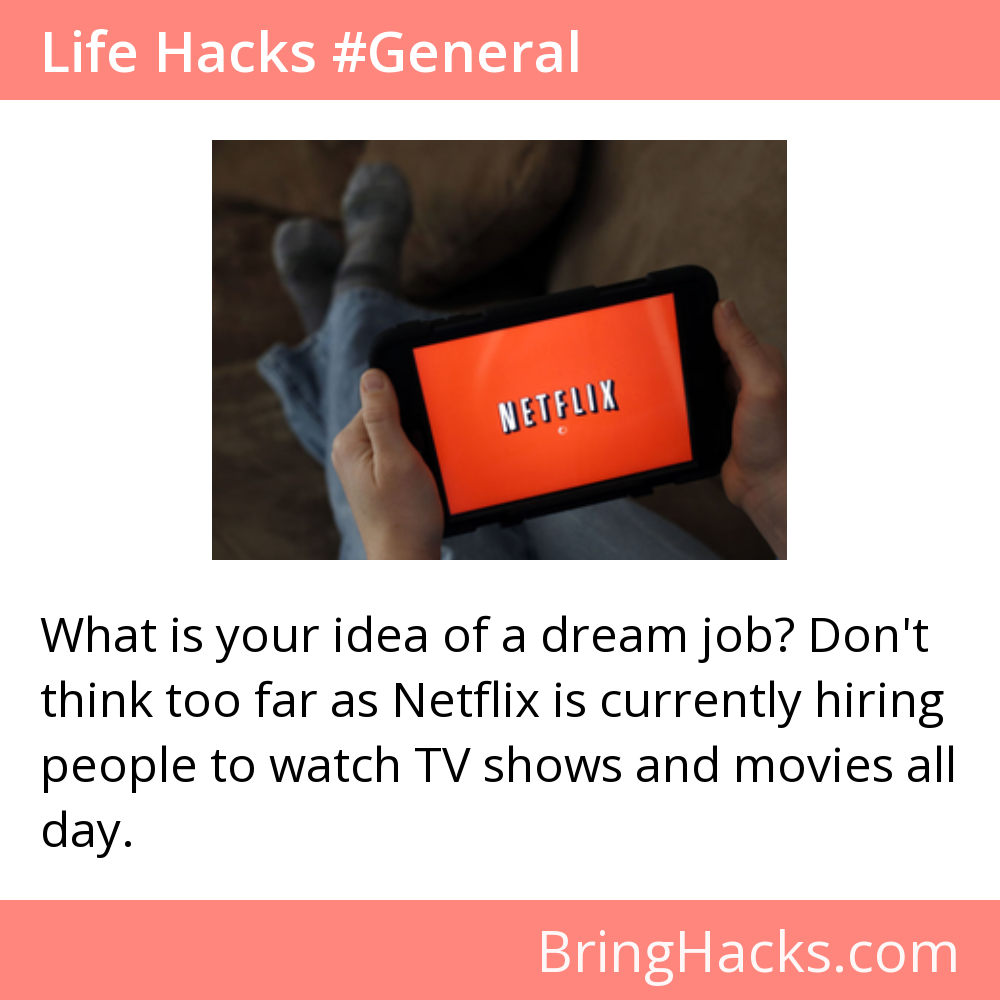 Life Hacks #General
NETFLIX
What is your idea of a dream job? Don't
think too far as Netflix is currently hiring
people to watch TV shows and movies all
day.
BringHacks.com